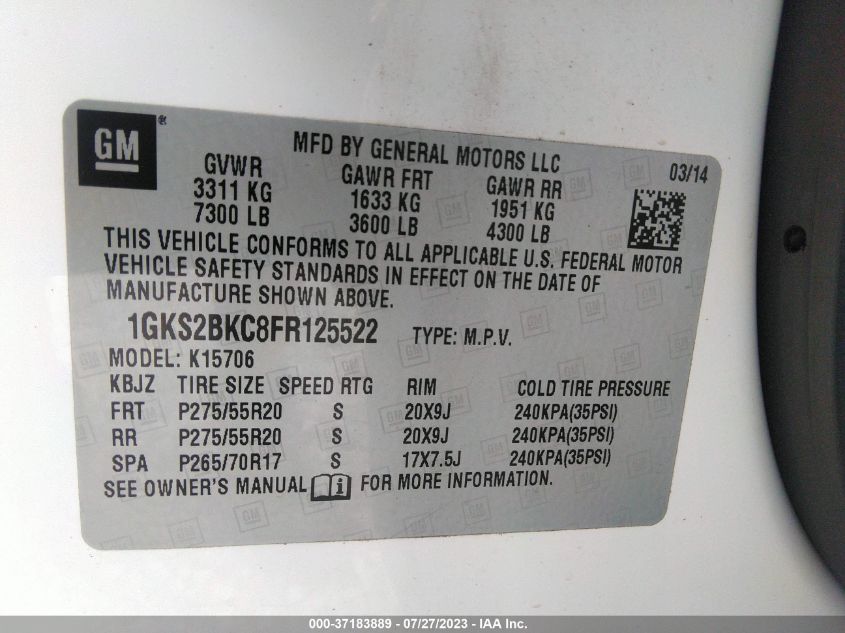 GM®
MFD BY GENERAL MOTORS LLC
03/14
GVWR GAWR FRT GAWR RR
3311 KG 1633 KG 1951 KG
7300 LB 3600 LB 4300 LB
THIS VEHICLE CONFORMS TO ALL APPLICABLE U.S. FEDERAL MOTOR
VEHICLE SAFETY STANDARDS IN EFFECT ON THE DATE OF
MANUFACTURE SHOWN ABOVE.
1GKS2BKC8FR125522 TYPE: M.P.V.
MODEL: K15706
KBJZ TIRE SIZE SPEED RTG RIM COLD TIRE PRESSURE
FRT P275/55R20 S 20X9J 240KPA(35PSI)
RR P275/55R20 S 20X9J 240KPA(35PSI)
SPA P265/70R17 S 17X7.5J 240KPA(35PSI)
SEE OWNER'S MANUAL i FOR MORE INFORMATION.
000-37183889 - 07/27/2023 - IAA Inc.